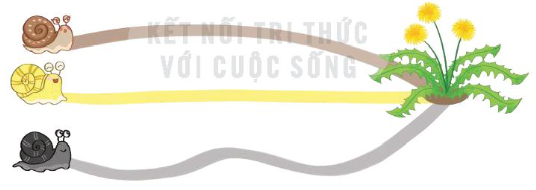 KẾT NỐI TRI THỨC
VỚI CUỘC SỐNG